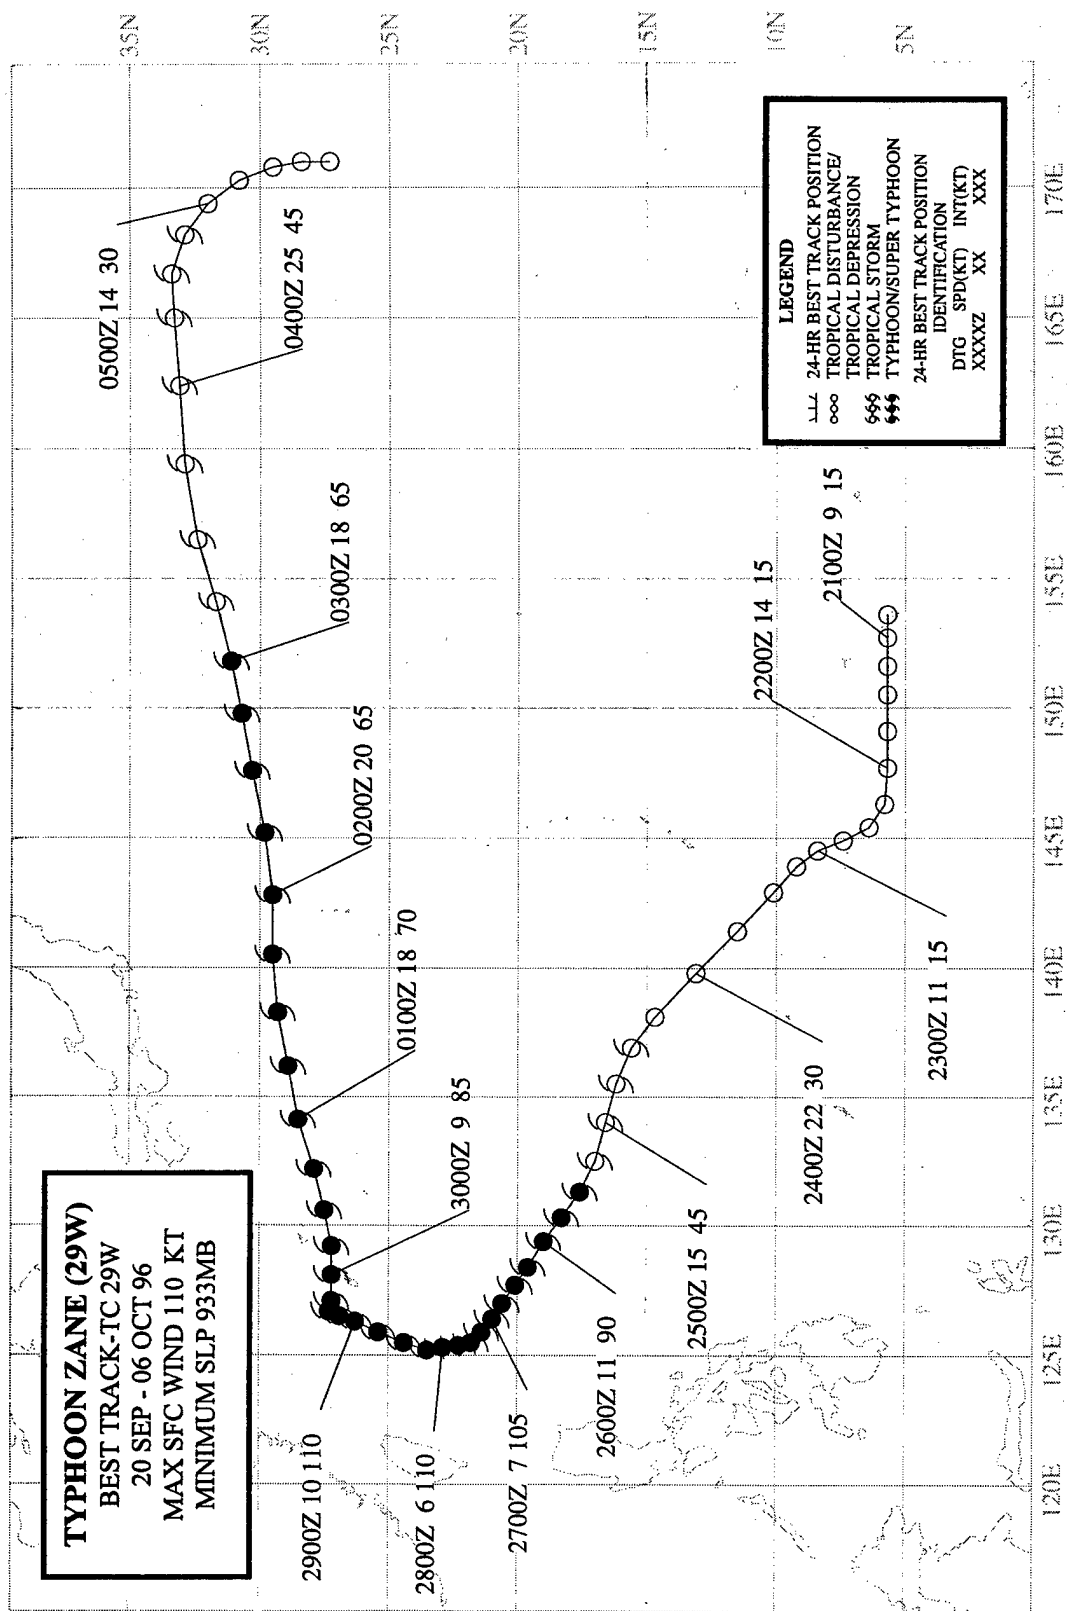 TYPHOON ZANE (29W)
BEST TRACK-TC 29W
20 SEP - 06 OCT 96
MAX SFC WIND 110 KT
MINIMUM SLP 933MB
35N
30N
25N
20N
15N
10N
5N
0500Z 14 30
0400Z 25 45
0300Z 18 65
0200Z 20 65
0100Z 18 70
3000Z 9 85
2900Z 10 110
2800Z 6 110
2700Z 7 105
2600Z 11 90
2500Z 15 45
2400Z 22 30
2300Z 11 15
2200Z 14 15
2100Z 9 15
LEGEND
24-HR BEST TRACK POSITION
TROPICAL DISTURBANCE/
TROPICAL DEPRESSION
TROPICAL STORM
TYPHOON/SUPER TYPHOON
24-HR BEST TRACK POSITION
IDENTIFICATION
DTG SPD(KT) INT(KT)
XXXXZ XX XXX
120E
125E
130E
135E
140E
145E
150E
155E
160E
165E
170E